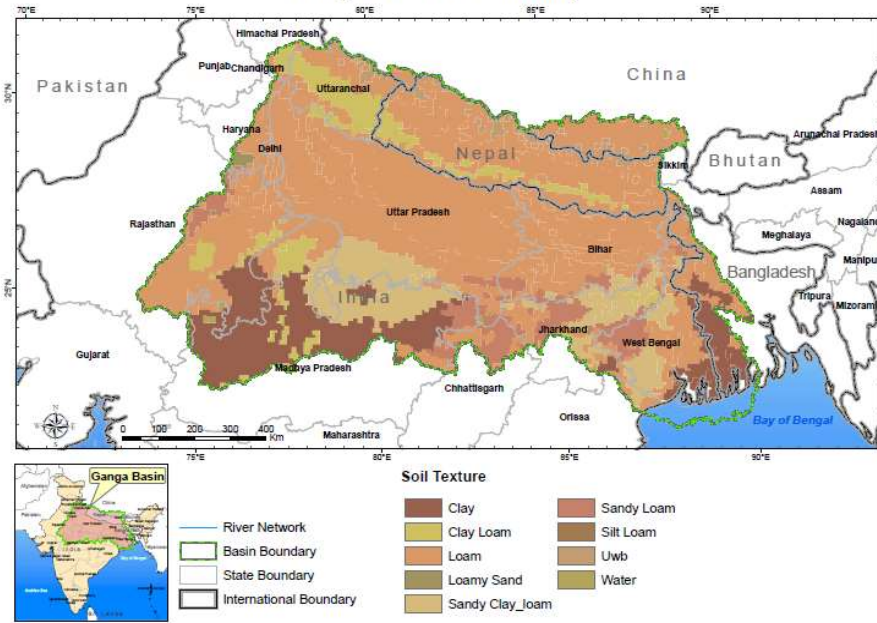 70°E 75°E 80°E 85°E 90°E
Himachal Pradesh
Punjab
Chandigarh
Pakistan
China
30°N
Uttaranchal
Haryana
Delhi
Nepal
Sikkim
Arunachal Pradesh
Bhutan
Assam
Rajasthan
Uttar Pradesh
Nagaland
Meghalaya
Bihar
Manipu
25°N
India
Bangladesh
Tripura
Mizoram
Jharkhand
West Bengal
Gujarat
Madhya Pradesh
Chhattisgarh
Orissa
Bay of Bengal
Maharashtra
0 100 200 300 400
Km
75°E 80°E 85°E 90°E
Ganga Basin
River Network
Basin Boundary
State Boundary
International Boundary
Soil Texture
Clay
Clay Loam
Loam
Loamy Sand
Sandy Clay_loam
Sandy Loam
Silt Loam
Uwb
Water